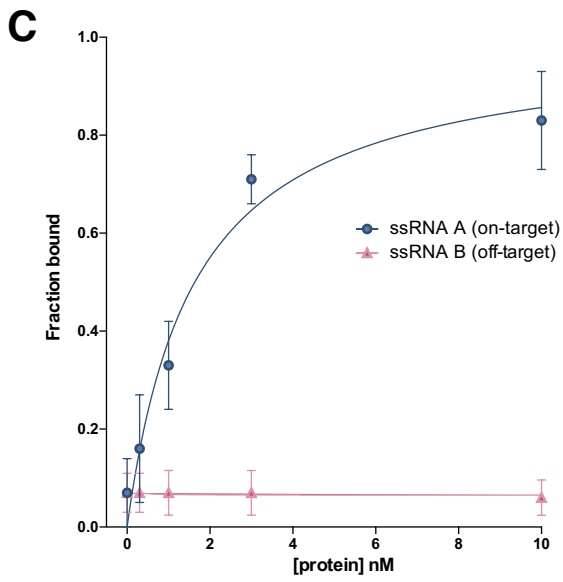 C
1.0
0.8
0.6
0.4
0.2
0.0
Fraction bound
ssRNA A (on-target)
ssRNA B (off-target)
0 2 4 6 8 10
[protein] nM